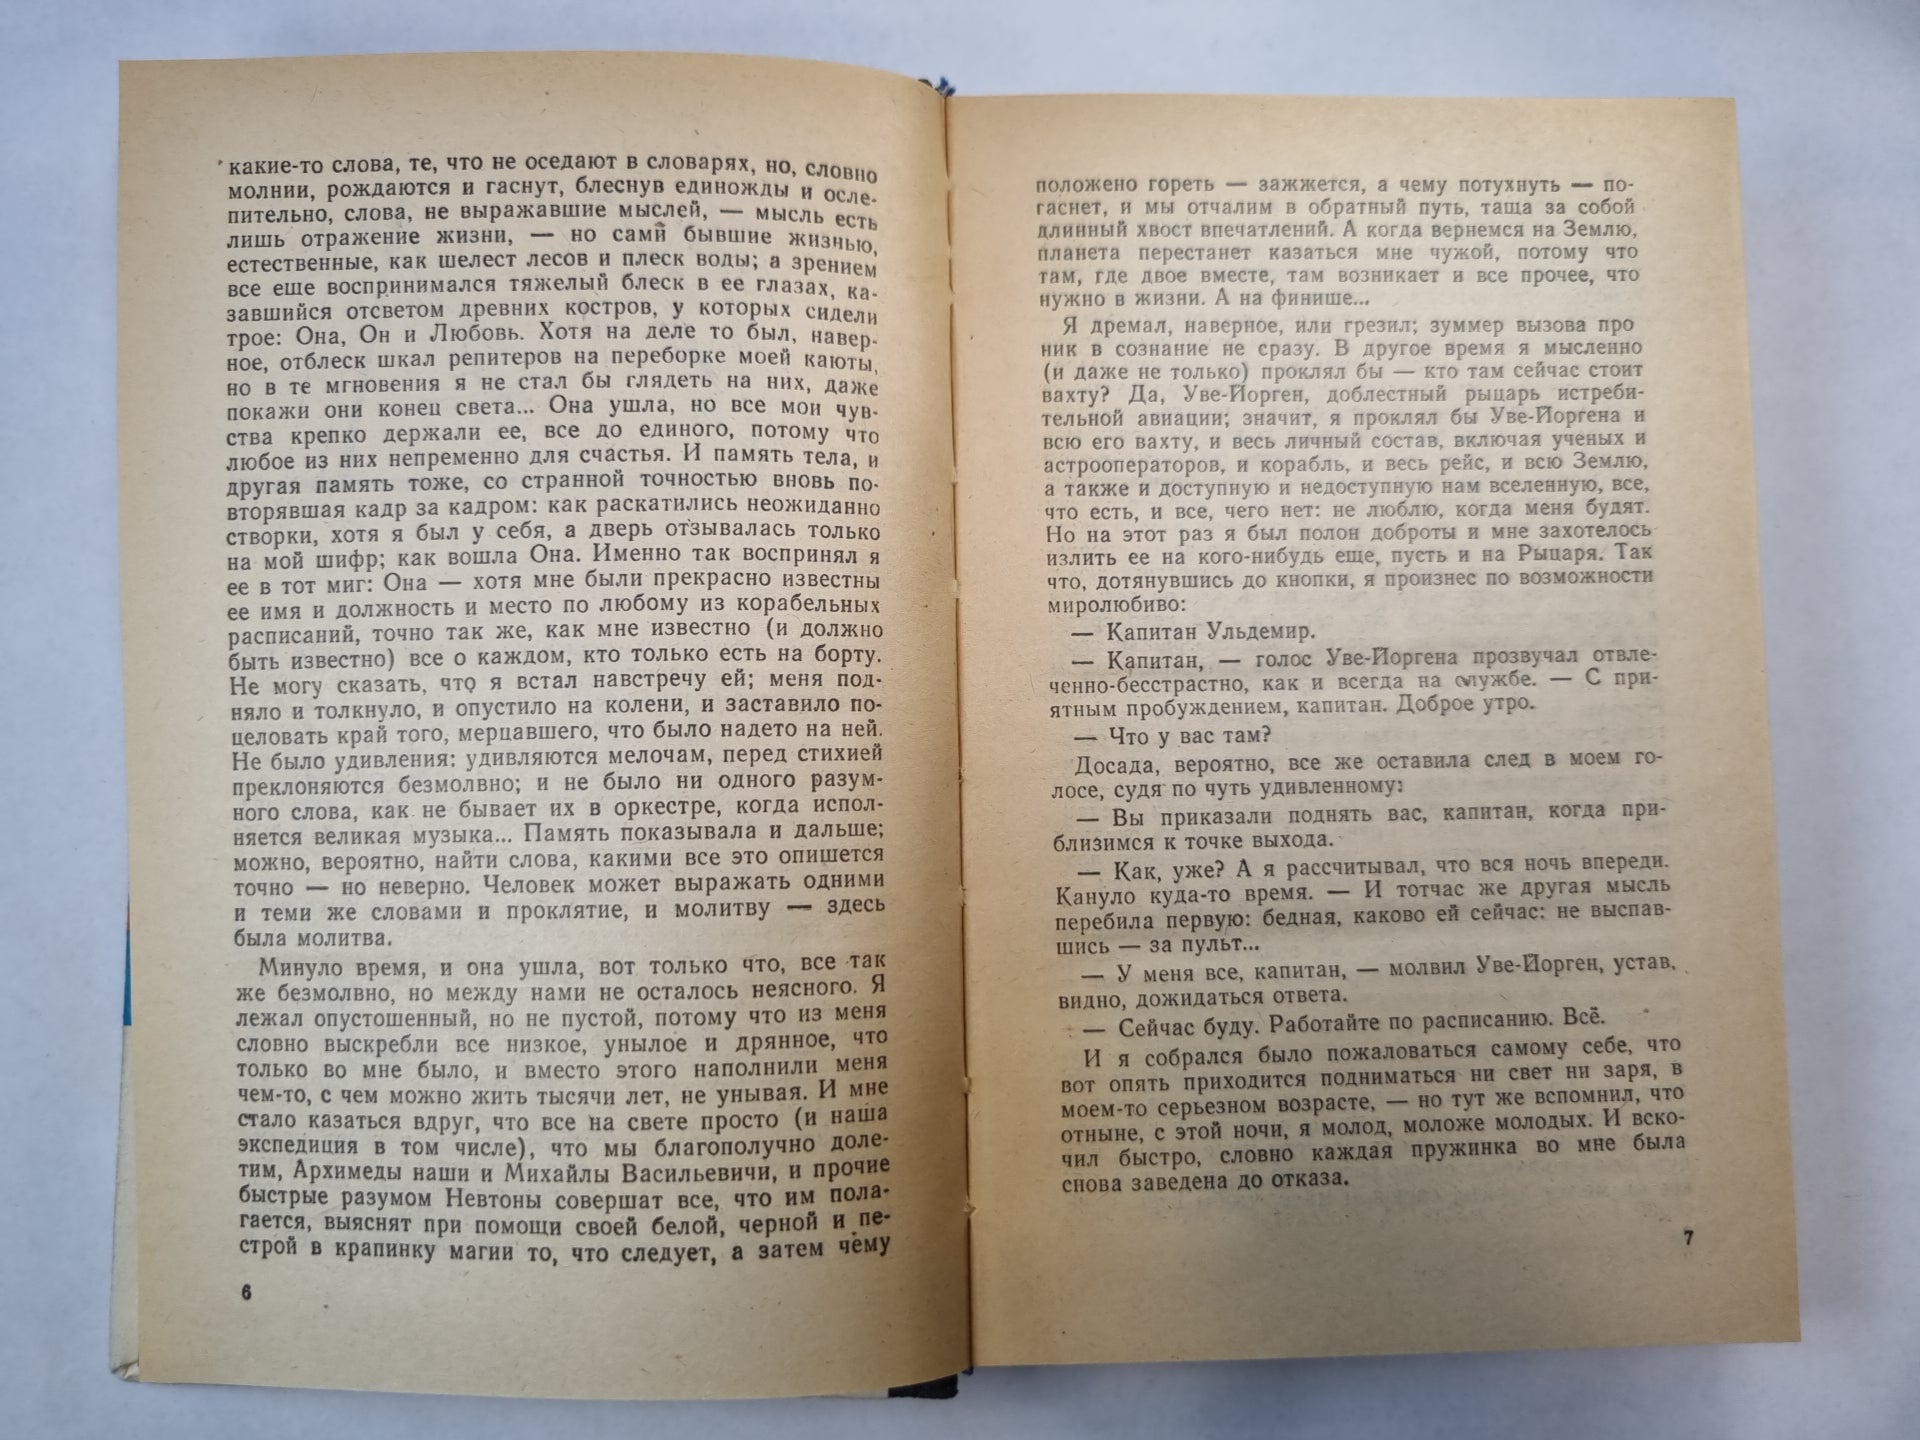 какие-то слова, те, что не оседают в словарях, но, словно
молнии, рождаются и гаснут, блеснув единожды и осле-
пительно, слова, не выражавшие мыслей, — мысль есть
лишь отражение жизни, — но сами бывшие жизнью,
естественные, как шелест лесов и плеск воды; а зрением
все еше воспринимался тяжелый блеск в ее глазах, ка-
завшийся отсветом древних костров, у которых сидели
трое: Она, Он и Любовь. Хотя на деле то был, навер-
ное, отблеск шкал репитеров на переборке моей каюты,
но в те мгновения я не стал бы глядеть на них, даже
покажи они конец света... Она ушла, но все мои чув-
ства крепко держали ее, все до единого, потому что
любое из них непременно для счастья. И память тела, и
другая память тоже, со странной точностью вновь по-
вторявшая кадр за кадром: как раскатились неожиданно
створки, хотя я был у себя, а дверь отзывалась только
на мой шифр; как вошла Она. Именно так воспринял я
ее в тот миг: Она — хотя мне были прекрасно известны
ее имя и должность и место по любому из корабельных
расписаний, точно так же, как мне известно (и должно
быть известно) все о каждом, кто только есть на борту.
Не могу сказать, что я встал навстречу ей; меня под-
няло и толкнуло, и опустило на колени, и заставило по-
целовать край того, мерцавшего, что было надето на ней.
Не было удивления: удивляются мелочам, перед стихией
преклоняются безмолвно; и не было ни одного разум-
ного слова, как не бывает их в оркестре, когда испол-
няется великая музыка... Память показывала и дальше;
можно, вероятно, найти слова, какими все это опишется
точно — но неверно. Человек может выражать одними
и теми же словами и проклятие, и молитву — здесь
была молитва.
Минуло время, и она ушла, вот только что, все так
же безмолвно, но между нами не осталось неясного. Я
лежал опустошенный, но не пустой, потому что из меня
словно выскребли все низкое, унылое и дрянное, что
только во мне было, и вместо этого наполнили меня
чем-то, с чем можно жить тысячи лет, не унывая. И мне
стало казаться вдруг, что все на свете просто (и наша
экспедиция в том числе), что мы благополучно доле-
тим, Архимеды наши и Михайлы Васильевичи, и прочие
быстрые разумом Невтоны совершат все, что им пола-
гается, выяснят при помощи своей белой, черной и пе-
строй в крапинку магии то, что следует, а затем чему
6
положено гореть — зажжется, а чему потухнуть — по-
гаснет, и мы отчалим в обратный путь, таща за собой
длинный хвост впечатлений. А когда вернемся на Землю,
планета перестанет казаться мне чужой, потому что
там, где двое вместе, там возникает и все прочее, что
нужно в жизни. А на финише...
Я дремал, наверное, или грезил; зуммер вызова про
ник в сознание не сразу. В другое время я мысленно
(и даже не только) проклял бы — кто там сейчас стоит
вахту? Да, Уве-Йорген, доблестный рыцарь истреби-
тельной авиации; значит, я проклял бы Уве-Йоргена и
всю его вахту, и весь личный состав, включая ученых и
астрооператоров, и корабль, и весь рейс, и всю Землю,
а также и доступную и недоступную нам вселенную, все,
что есть, и все, чего нет: не люблю, когда меня будят.
Но на этот раз я был полон доброты и мне захотелось
излить ее на кого-нибудь еще, пусть и на Рыцаря. Так
что, дотянувшись до кнопки, я произнес по возможности
миролюбиво:
— Капитан Ульдемир.
— Капитан, — голос Уве-Йоргена прозвучал отвле-
ченно-бесстрастно, как и всегда на службе. — С при-
ятным пробуждением, капитан. Доброе утро.
— Что у вас там?
Досада, вероятно, все же оставила след в моем го-
лосе, судя по чуть удивленному:
— Вы приказали поднять вас, капитан, когда при-
близимся к точке выхода.
— Как, уже? А я рассчитывал, что вся ночь впереди.
Кануло куда-то время. — И тотчас же другая мысль
перебила первую: бедная, каково ей сейчас: не выспав-
шись — за пульт...
— У меня все, капитан, — молвил Уве-Йорген, устав,
видно, дожидаться ответа.
— Сейчас буду. Работайте по расписанию. Всё.
И я собрался было пожаловаться самому себе, что
вот опять приходится подниматься ни свет ни заря, в
моем-то серьезном возрасте, — но тут же вспомнил, что
отныне, с этой ночи, я молод, моложе молодых. И вско-
чил быстро, словно каждая пружинка во мне была
снова заведена до отказа.
7